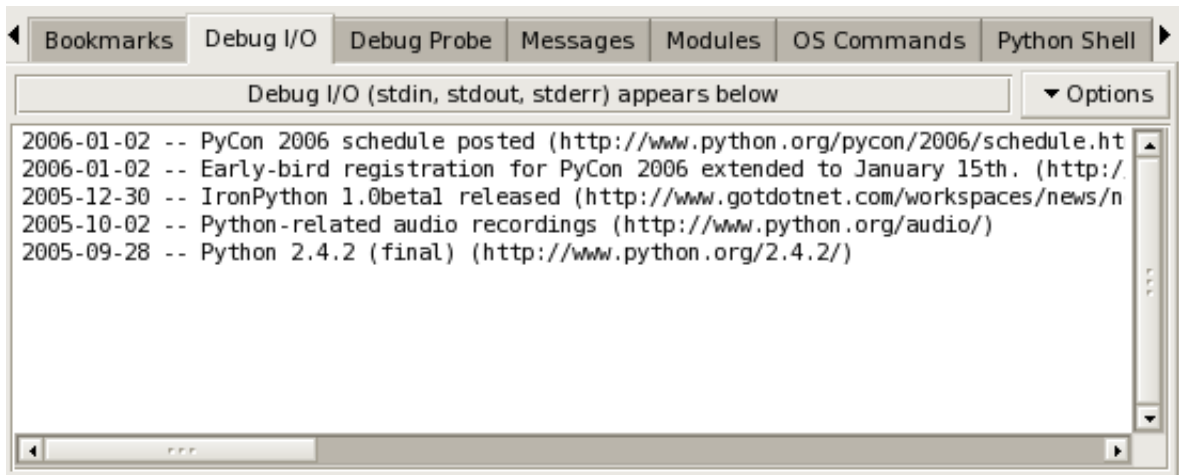 Bookmarks Debug I/O Debug Probe Messages Modules OS Commands Python Shell
Debug I/O (stdin, stdout, stderr) appears below Options
2006-01-02 -- PyCon 2006 schedule posted (http://www.python.org/pycon/2006/schedule.ht
2006-01-02 -- Early-bird registration for PyCon 2006 extended to January 15th. (http:/
2005-12-30 -- IronPython 1.0beta1 released (http://www.gotdotnet.com/workspaces/news/n
2005-10-02 -- Python-related audio recordings (http://www.python.org/audio/)
2005-09-28 -- Python 2.4.2 (final) (http://www.python.org/2.4.2/)